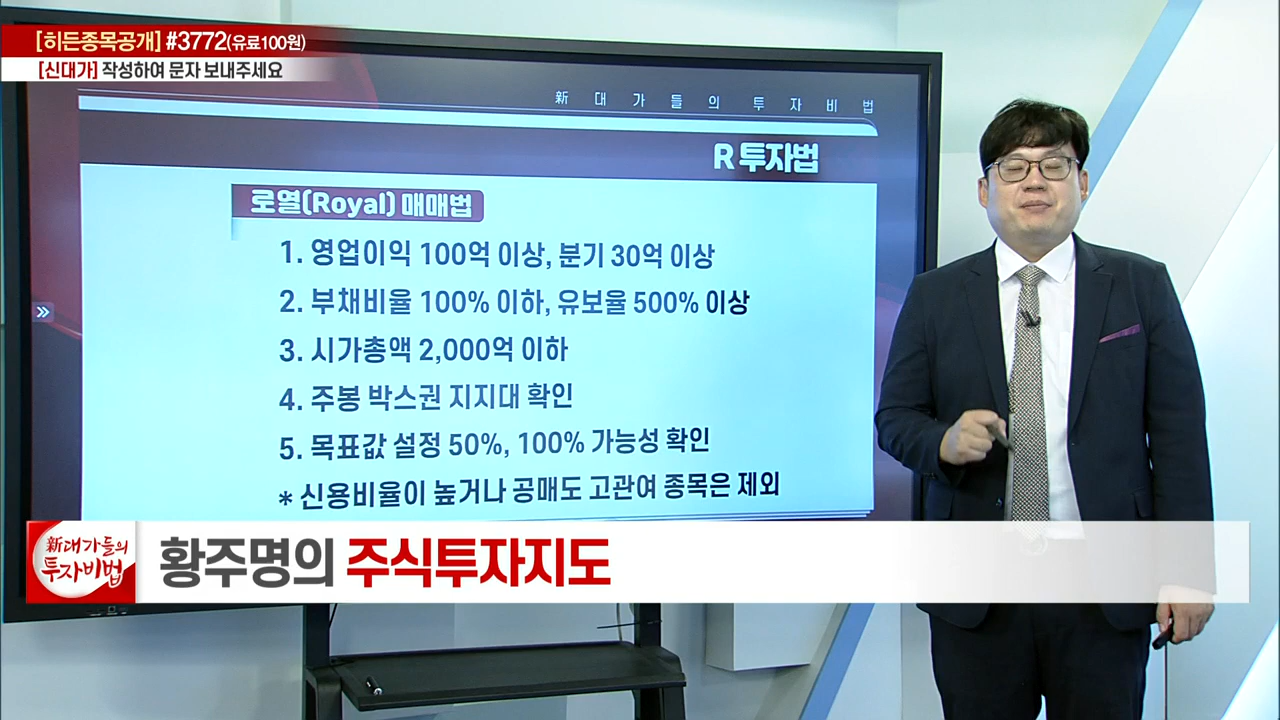 [히든종목공개] #3772(유료100원)
[신대가] 작성하여 문자 보내주세요
新 대 가 들 의 투 자 비 법
R 투자법
로열(Royal) 매매법
1. 영업이익 100억 이상, 분기 30억 이상
2. 부채비율 100% 이하, 유보율 500% 이상
3. 시가총액 2,000억 이하
4. 주봉 박스권 지지대 확인
5. 목표값 설정 50%, 100% 가능성 확인
* 신용비율이 높거나 공매도 고관여 종목은 제외
新대가들의
투자비법
황주명의 주식투자지도